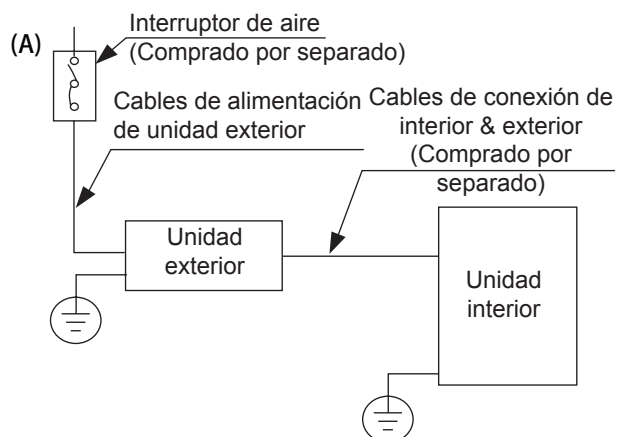 (A)
Interruptor de aire
(Comprado por separado)
Cables de alimentación
de unidad exterior
Cables de conexión de
interior & exterior
(Comprado por
separado)
Unidad
exterior
Unidad
interior